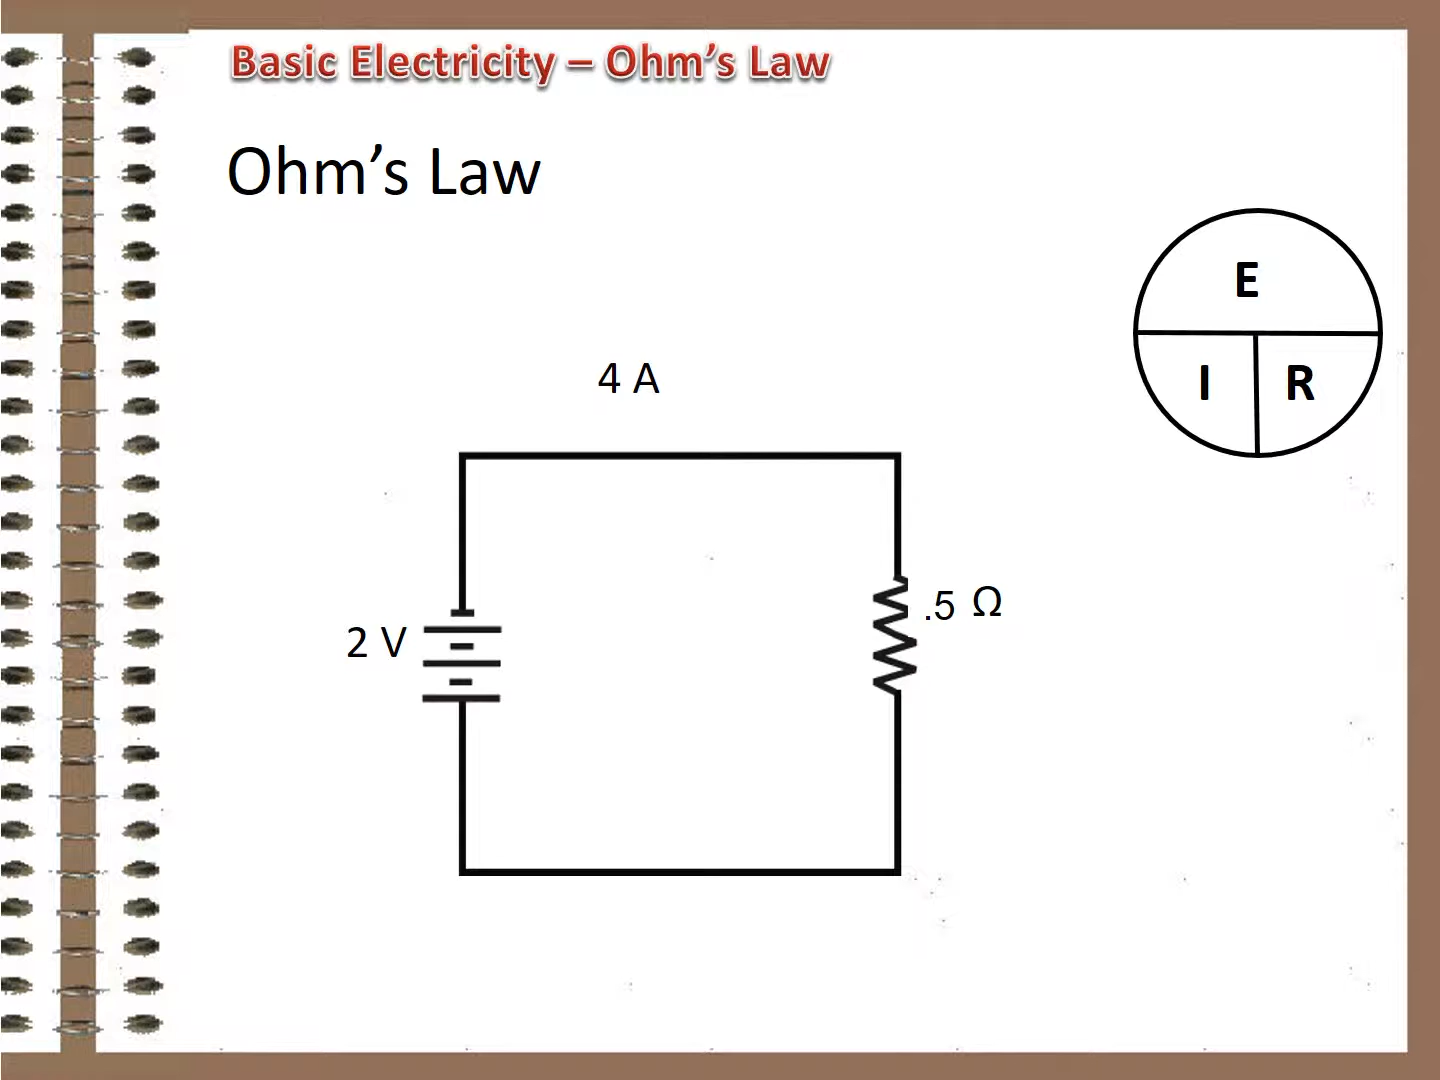 Basic Electricity – Ohm’s Law
Ohm’s Law
E
I R
4 A
2 V
.5 Ω